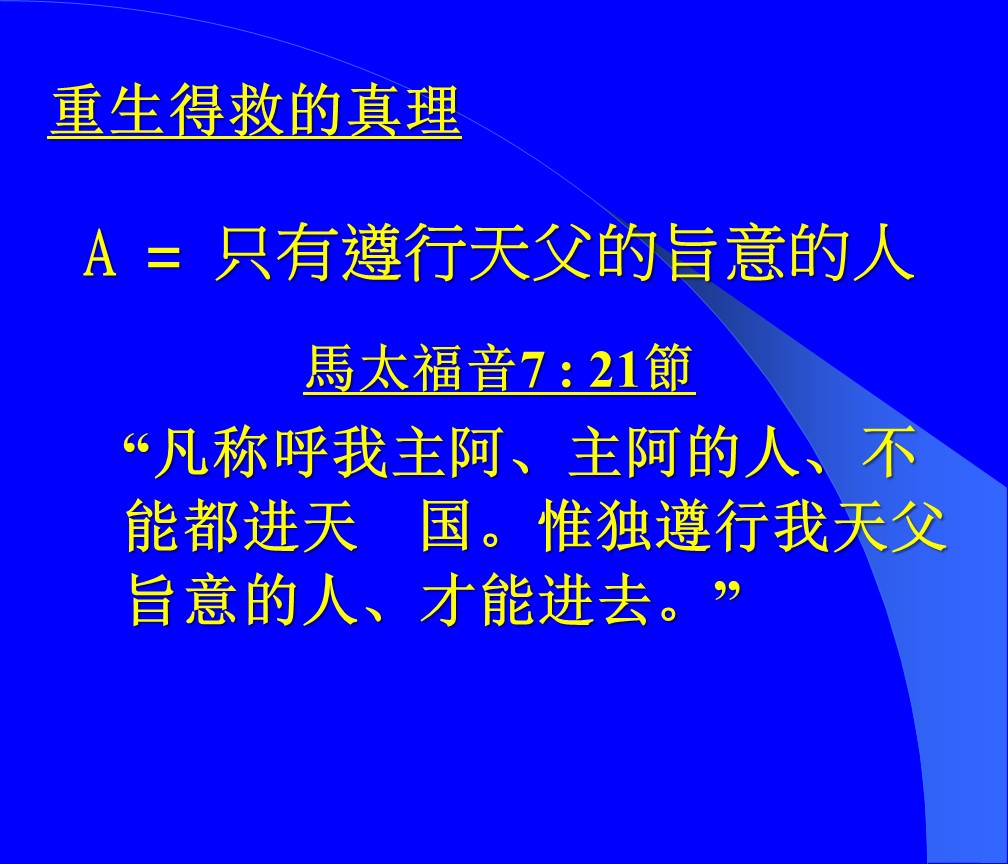 重生得救的真理
A = 只有遵行天父的旨意的人
馬太福音7 : 21節
“凡称呼我主阿、主阿的人、不
能都进天　国。惟独遵行我天父
旨意的人、才能进去。”